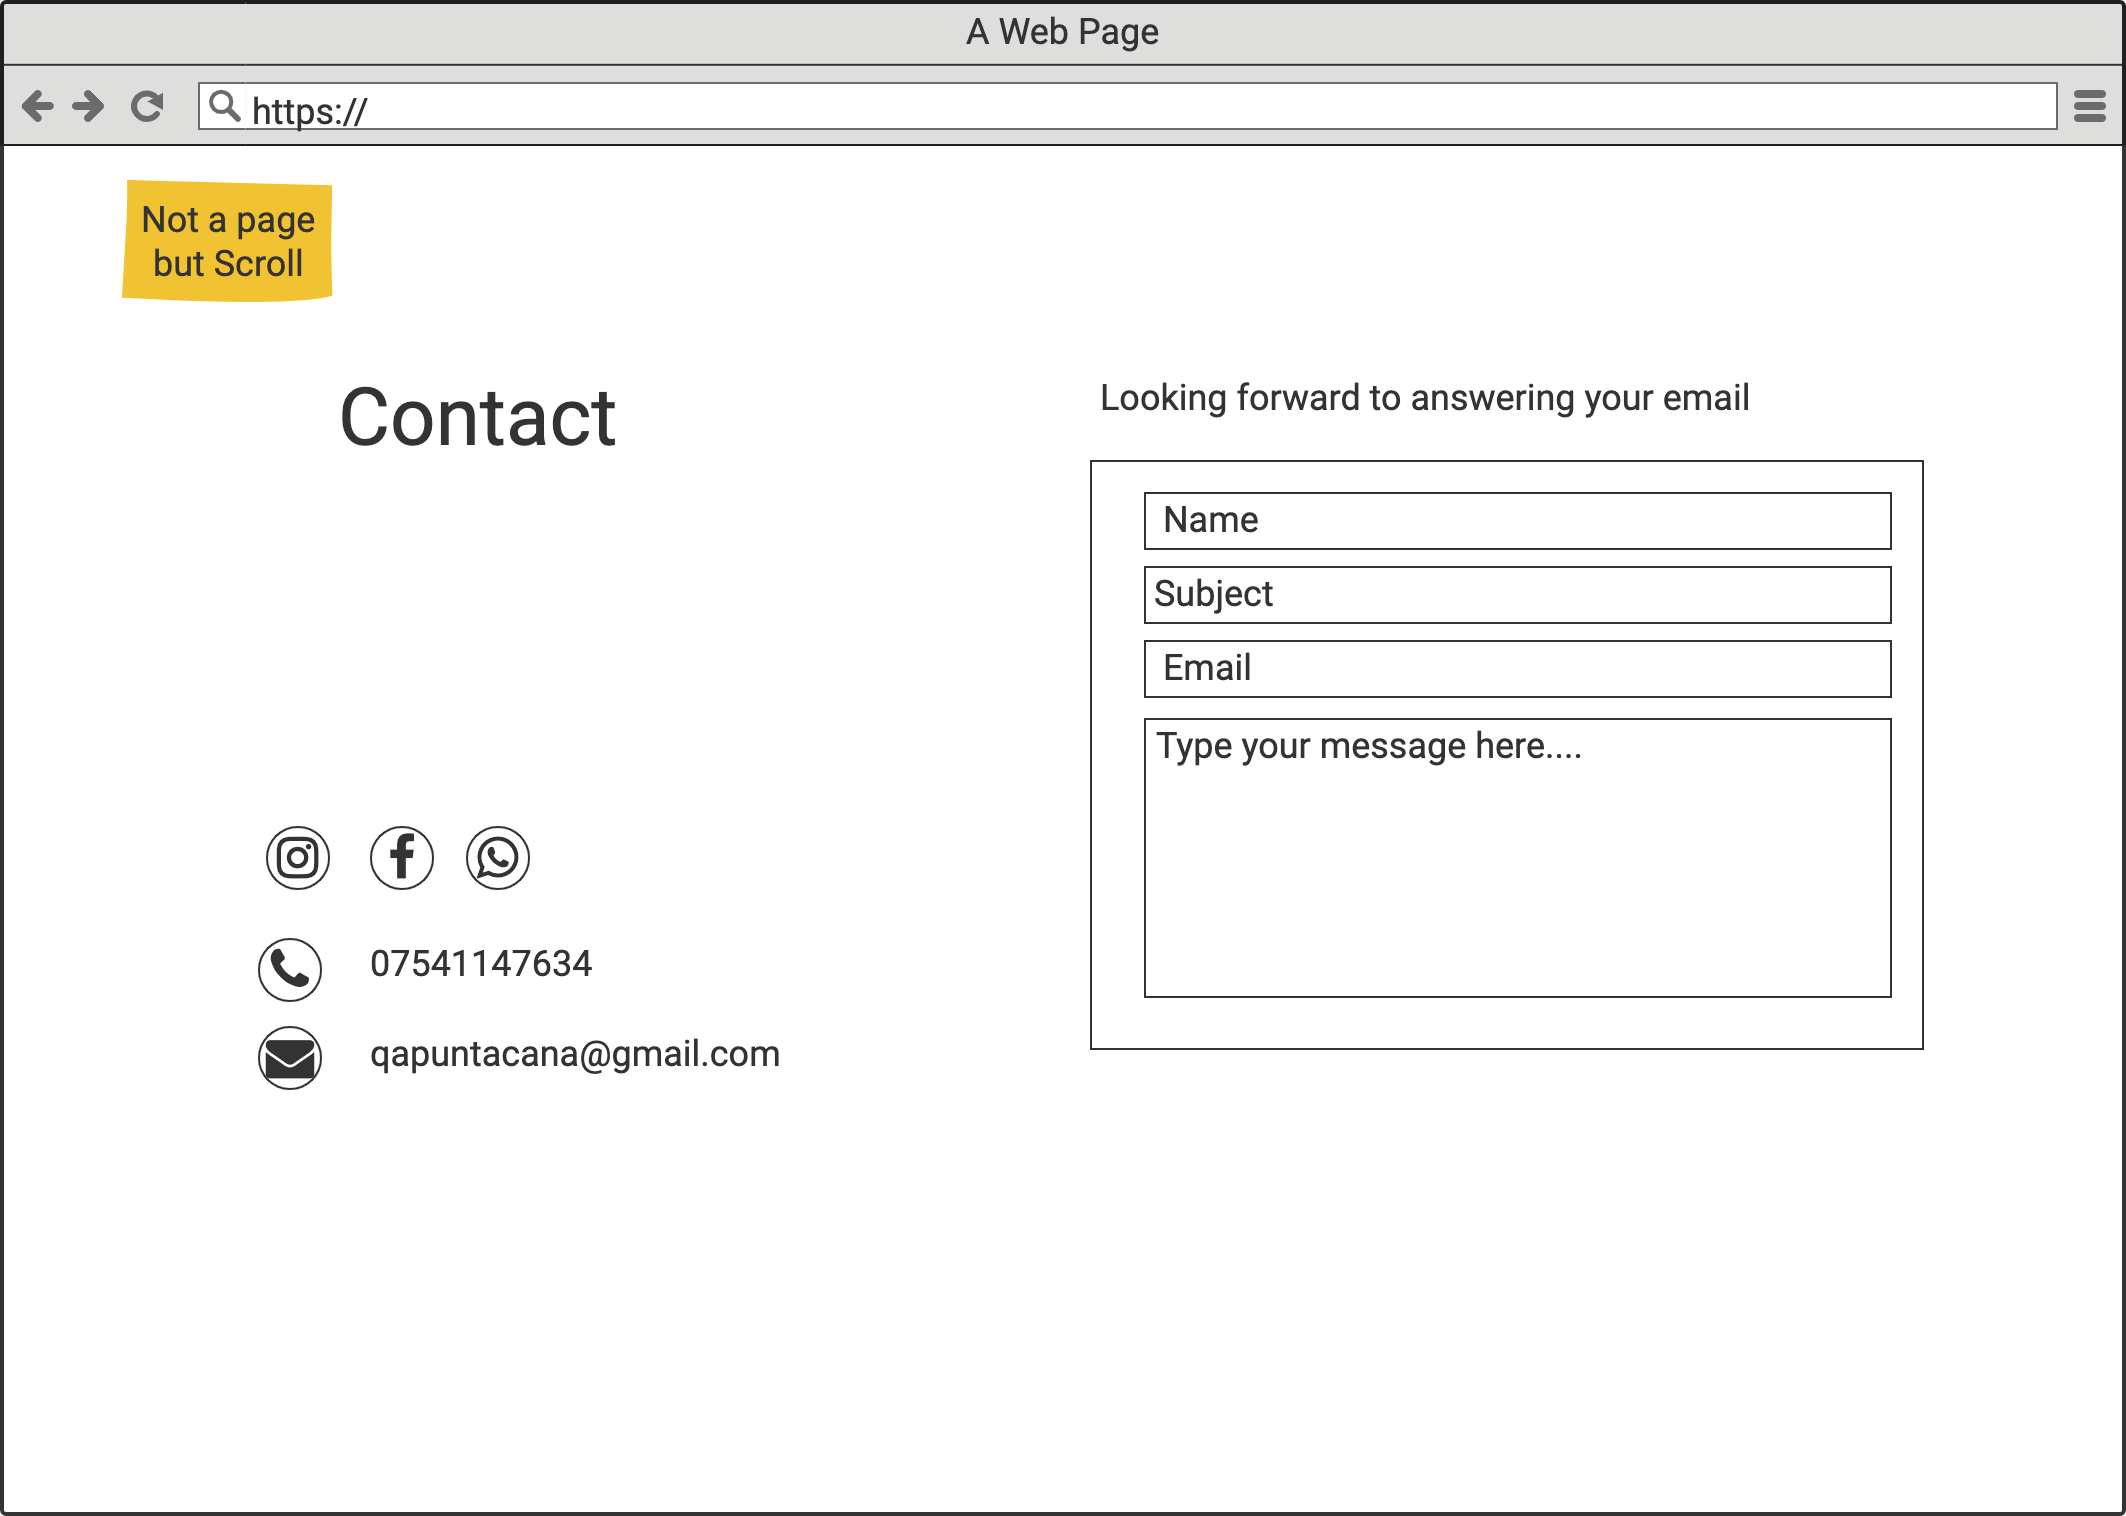 A Web Page
https://
Not a page
but Scroll
Contact
Looking forward to answering your email
Name
Subject
Email
Type your message here....
07541147634
qapuntacana@gmail.com